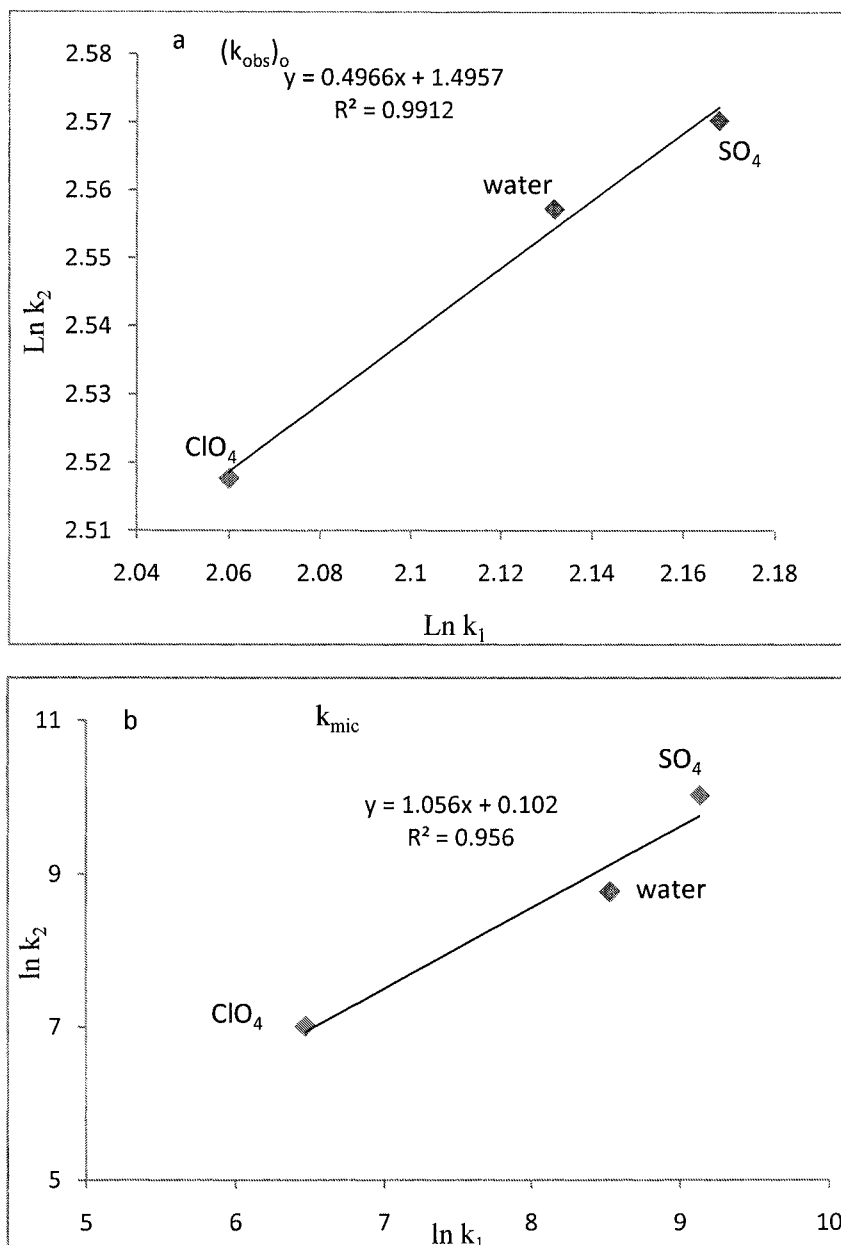 a (kobs)o
y = 0.4966x + 1.4957
R² = 0.9912
2.58
2.57
2.56
2.55
2.54
2.53
2.52
2.51
SO₄
water
ClO₄
Ln k₂
2.04 2.06 2.08 2.1 2.12 2.14 2.16 2.18
Ln k₁
b kmic
11
9
7
5
SO₄
y = 1.056x + 0.102
R² = 0.956
water
ClO₄
ln k₂
5 6 7 8 9 10
ln k₁